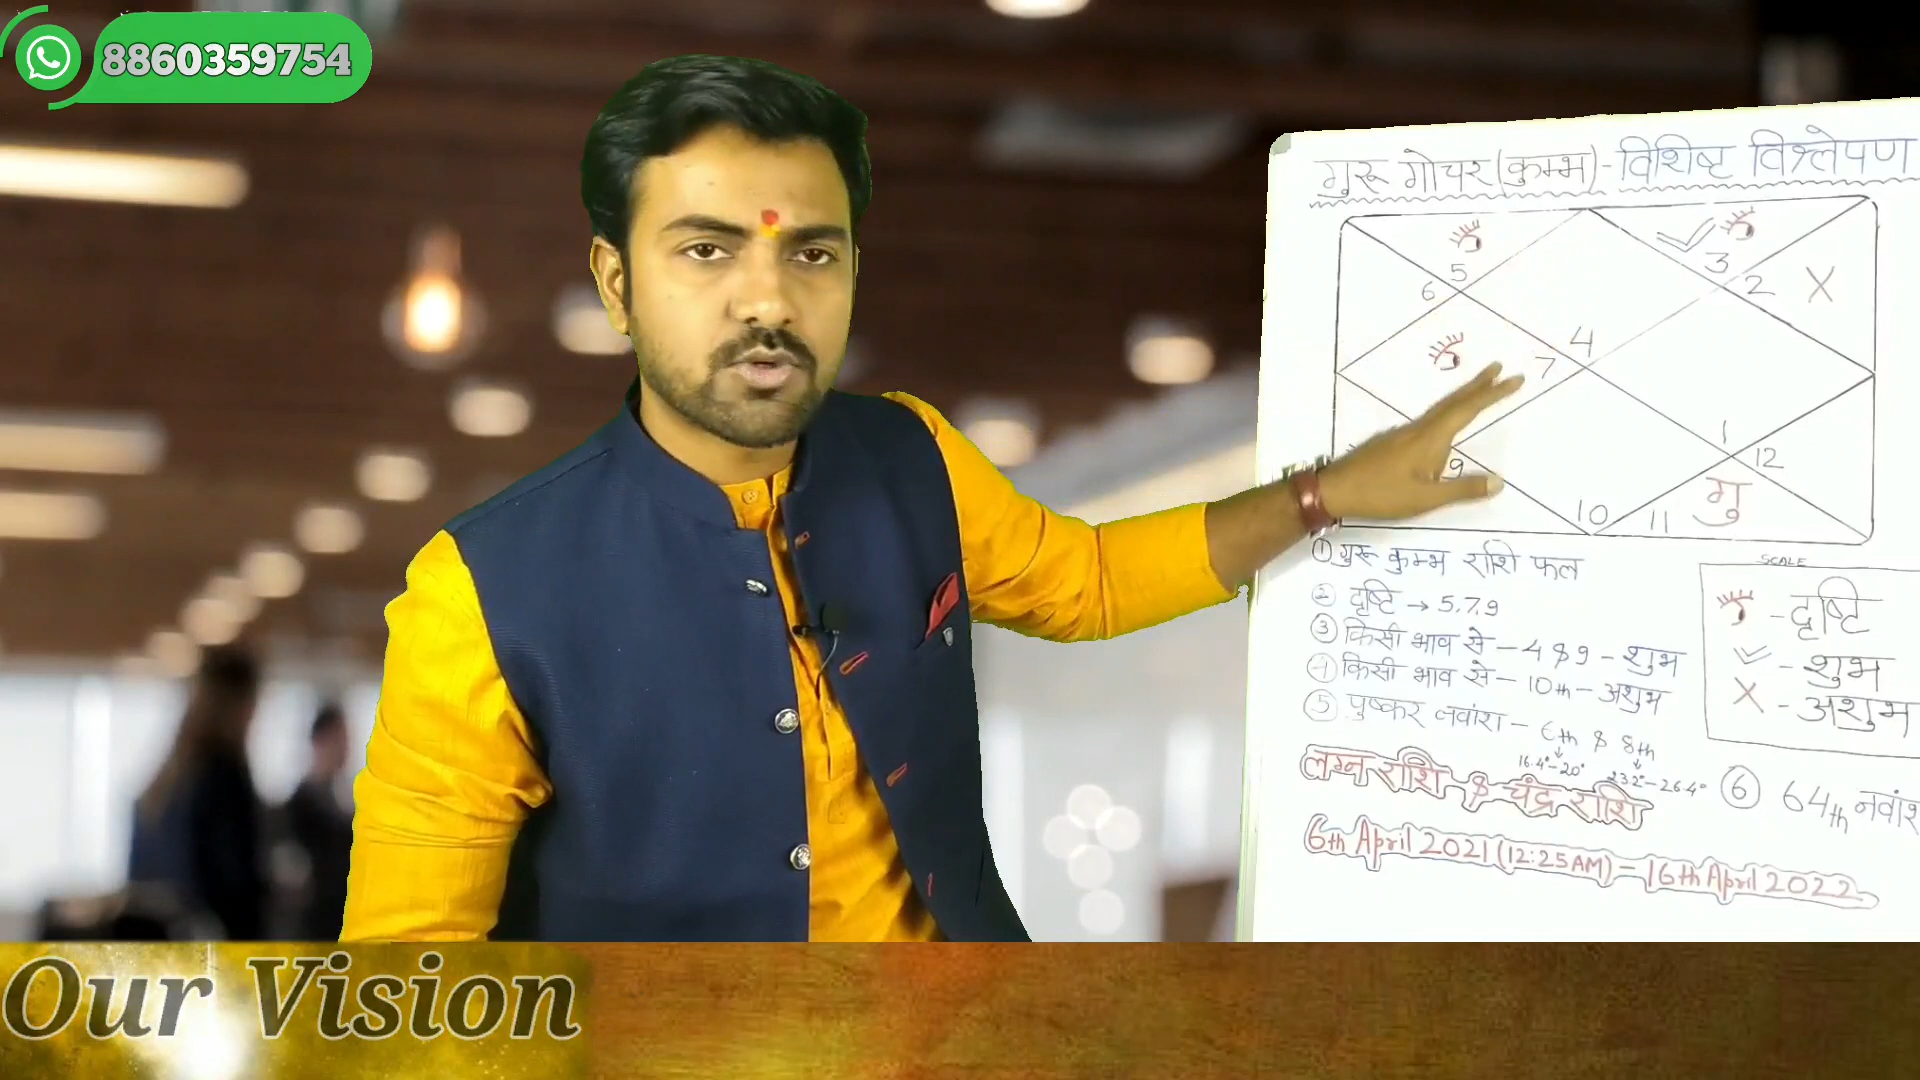 8860359754
गुरू गोचर (कुम्भ) - विशिष्ट विश्लेषण
5
3
6
2
X
4
7
1
9
12
गु
10
11
① गुरू कुम्भ राशि फल
② दृष्टि → 5,7,9
③ किसी भाव से - 4 & 9 - शुभ
④ किसी भाव से - 10th - अशुभ
⑤ पुष्कर नवांश - 6th & 8th
16.4° - 20°
23.2° - 26.4°
SCALE
- दृष्टि
- शुभ
X - अशुभ
लग्न राशि & चंद्र राशि
⑥ 64th नवांश
6th April 2021 (12:25 AM) - 16th April 2022
Our Vision